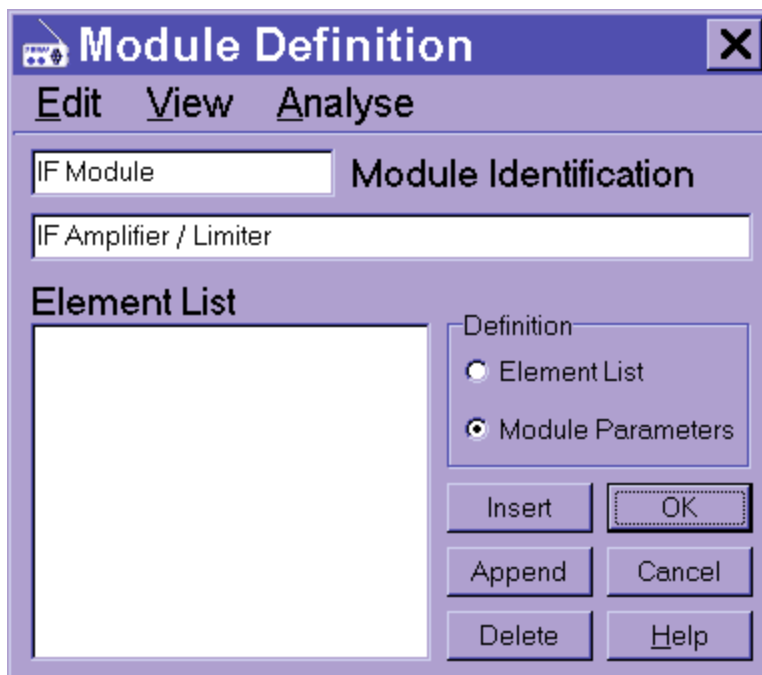 Module Definition
Edit View Analyse
IF Module Module Identification
IF Amplifier / Limiter
Element List
Definition
Element List
Module Parameters
Insert OK
Append Cancel
Delete Help